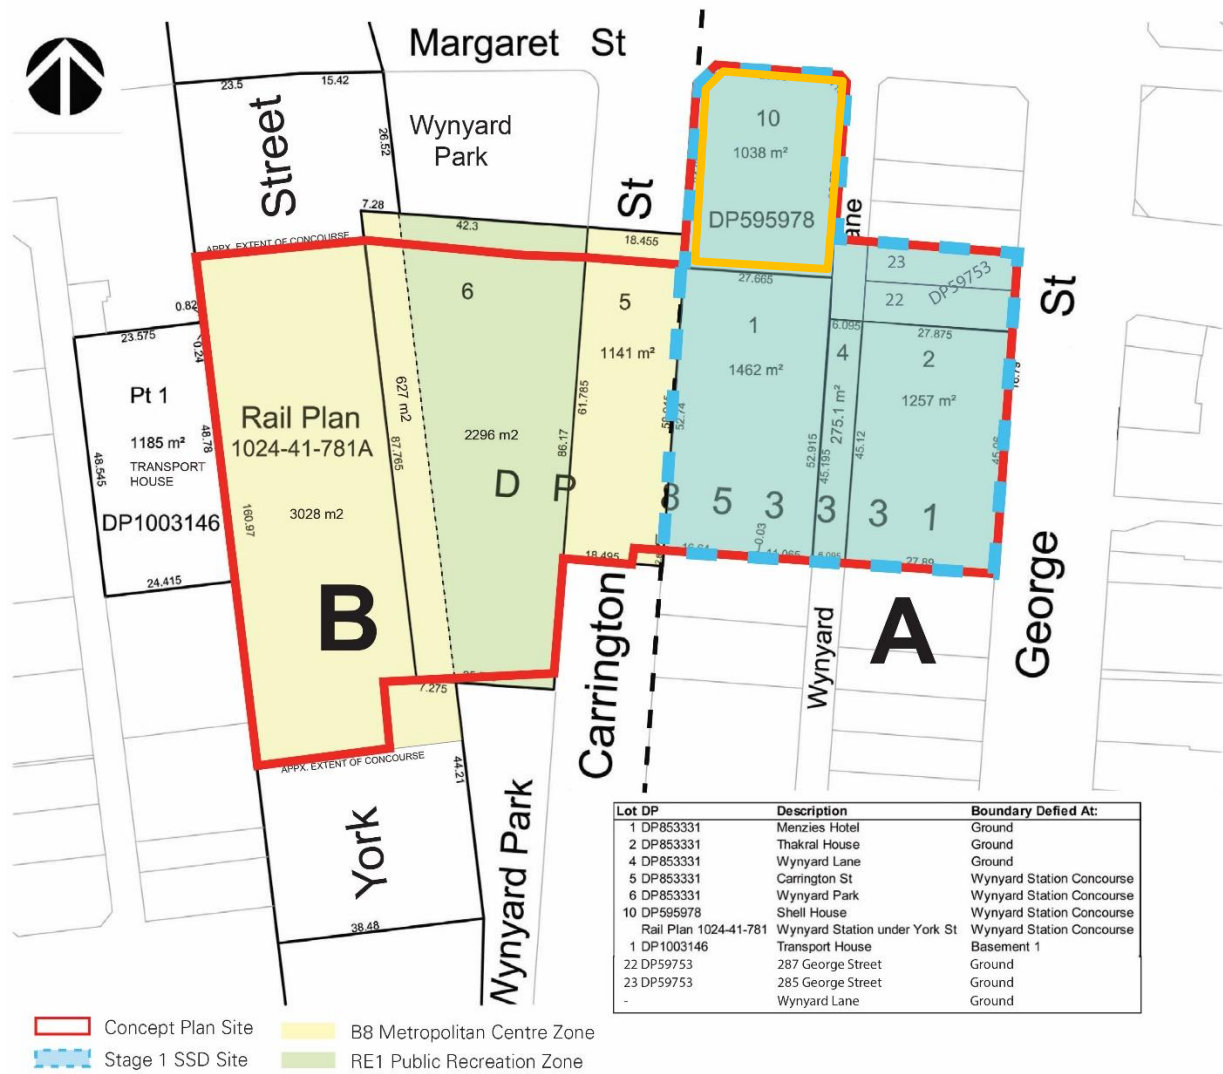 Margaret St
23.5
15.42
Street
26.52
Wynyard
Park
St
10
1038 m²
DP595978
ane
7.28
42.3
18.455
APPX. EXTENT OF CONCOURSE
23
DP59753
St
22
27.665
6
5
1
6.095
27.875
0.82
23.575
0.24
4
2
1141 m²
1462 m²
275.1 m²
1257 m²
16.79
Pt 1
Rail Plan
1024-41-781A
627 m2
61.785
52.74
1185 m²
48.78
TRANSPORT
HOUSE
48.545
87.765
2296 m2
86.17
52.915
45.195
45.12
DP1003146
160.97
3028 m2
D P 8 5 3 3 3 1
-0.03
18.495
11.065
27.89
24.415
B
Carrington
A
George
Wynyard
7.275
APPX. EXTENT OF CONCOURSE
44.21
York
Wynyard Park
38.48
Lot DP Description Boundary Defied At:
1 DP853331 Menzies Hotel Ground
2 DP853331 Thakral House Ground
4 DP853331 Wynyard Lane Ground
5 DP853331 Carrington St Wynyard Station Concourse
6 DP853331 Wynyard Park Wynyard Station Concourse
10 DP595978 Shell House Wynyard Station Concourse
Rail Plan 1024-41-781 Wynyard Station under York St Wynyard Station Concourse
1 DP1003146 Transport House Basement 1
22 DP59753 287 George Street Ground
23 DP59753 285 George Street Ground
- Wynyard Lane Ground
Concept Plan Site
B8 Metropolitan Centre Zone
Stage 1 SSD Site
RE1 Public Recreation Zone